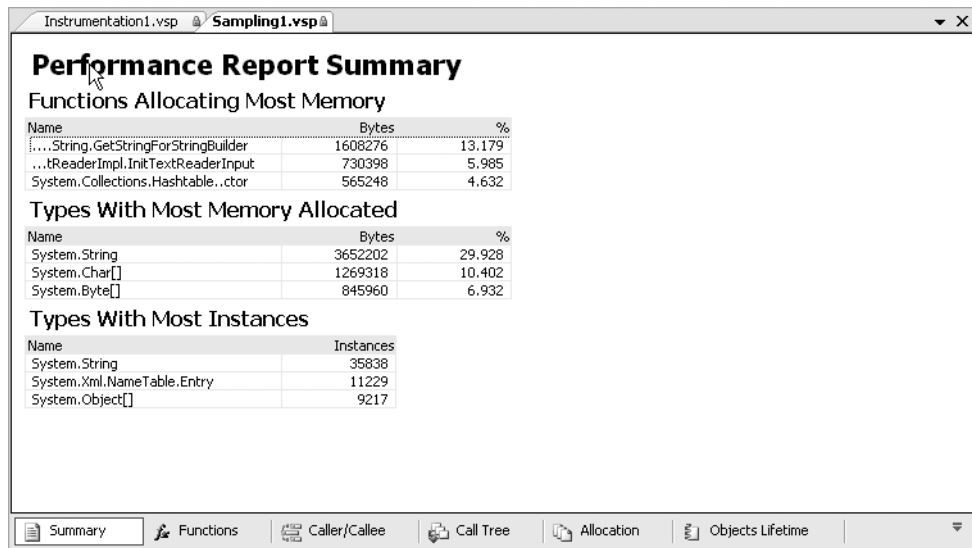 Instrumentation1.vsp Sampling1.vsp
Performance Report Summary
Functions Allocating Most Memory
Name Bytes %
....String.GetStringForStringBuilder 1608276 13.179
...tReaderImpl.InitTextReaderInput 730398 5.985
System.Collections.Hashtable..ctor 565248 4.632
Types With Most Memory Allocated
Name Bytes %
System.String 3652202 29.928
System.Char[] 1269318 10.402
System.Byte[] 845960 6.932
Types With Most Instances
Name Instances
System.String 35838
System.Xml.NameTable.Entry 11229
System.Object[] 9217
Summary Functions Caller/Callee Call Tree Allocation Objects Lifetime